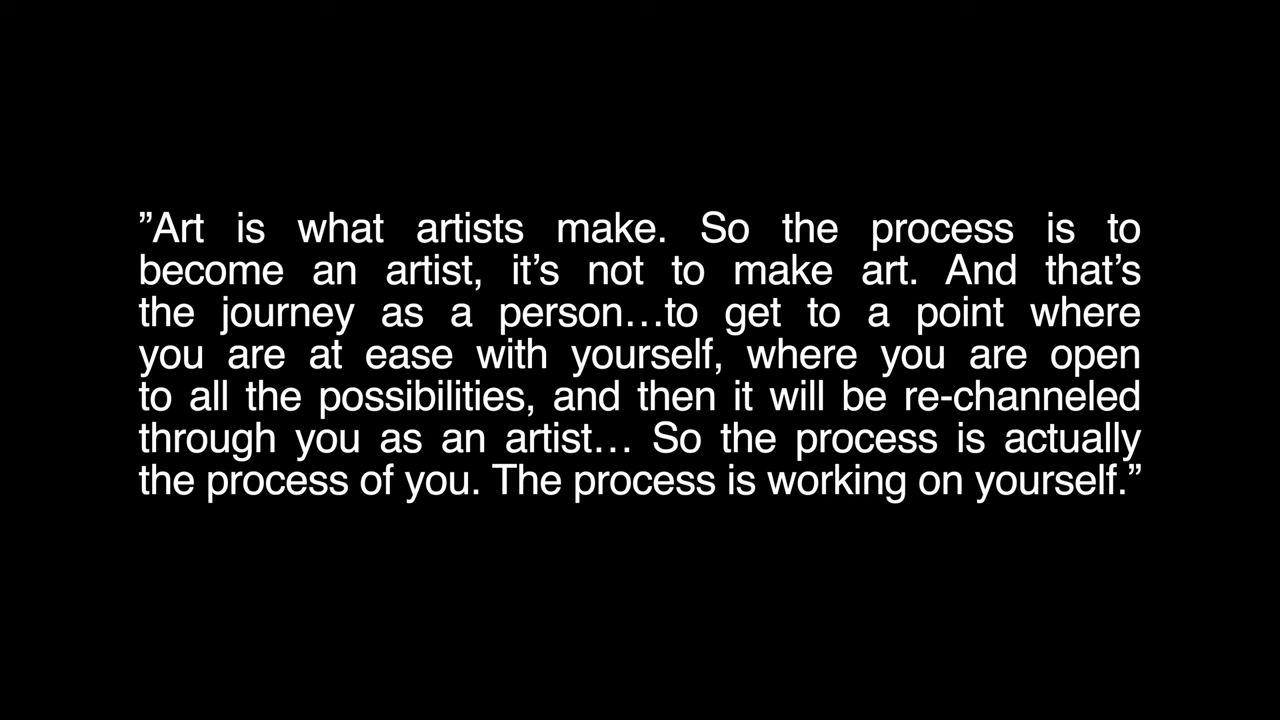 ”Art is what artists make. So the process is to
become an artist, it’s not to make art. And that’s
the journey as a person…to get to a point where
you are at ease with yourself, where you are open
to all the possibilities, and then it will be re-channeled
through you as an artist… So the process is actually
the process of you. The process is working on yourself.”